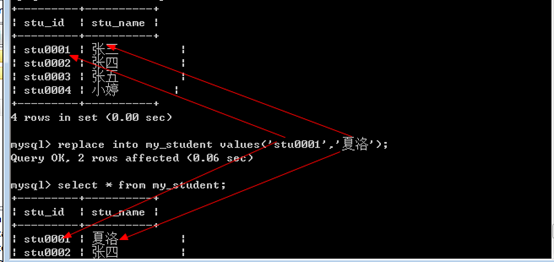 +---------+----------+
| stu_id | stu_name |
+---------+----------+
| stu0001 | 张三 |
| stu0002 | 张四 |
| stu0003 | 张五 |
| stu0004 | 小婷 |
+---------+----------+
4 rows in set (0.00 sec)
mysql> replace into my_student values('stu0001','夏洛');
Query OK, 2 rows affected (0.06 sec)
mysql> select * from my_student;
+---------+----------+
| stu_id | stu_name |
+---------+----------+
| stu0001 | 夏洛 |
| stu0002 | 张四 |